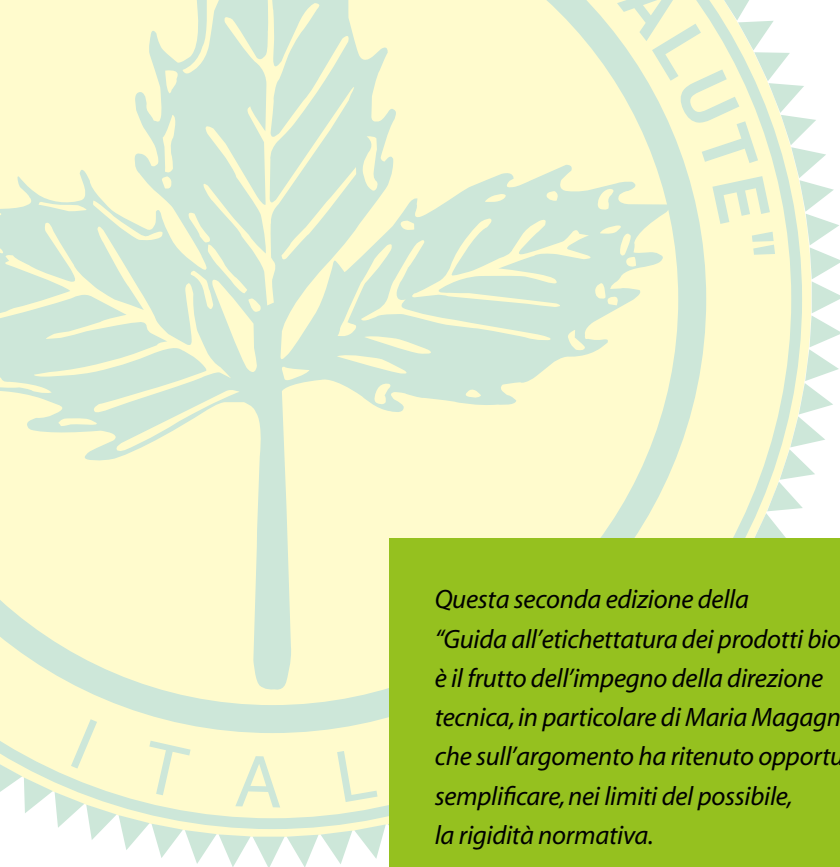 ALUTE"
ITAL
Questa seconda edizione della
“Guida all’etichettatura dei prodotti bio
è il frutto dell’impegno della direzione
tecnica, in particolare di Maria Magagn
che sull’argomento ha ritenuto opportu
semplificare, nei limiti del possibile,
la rigidità normativa.